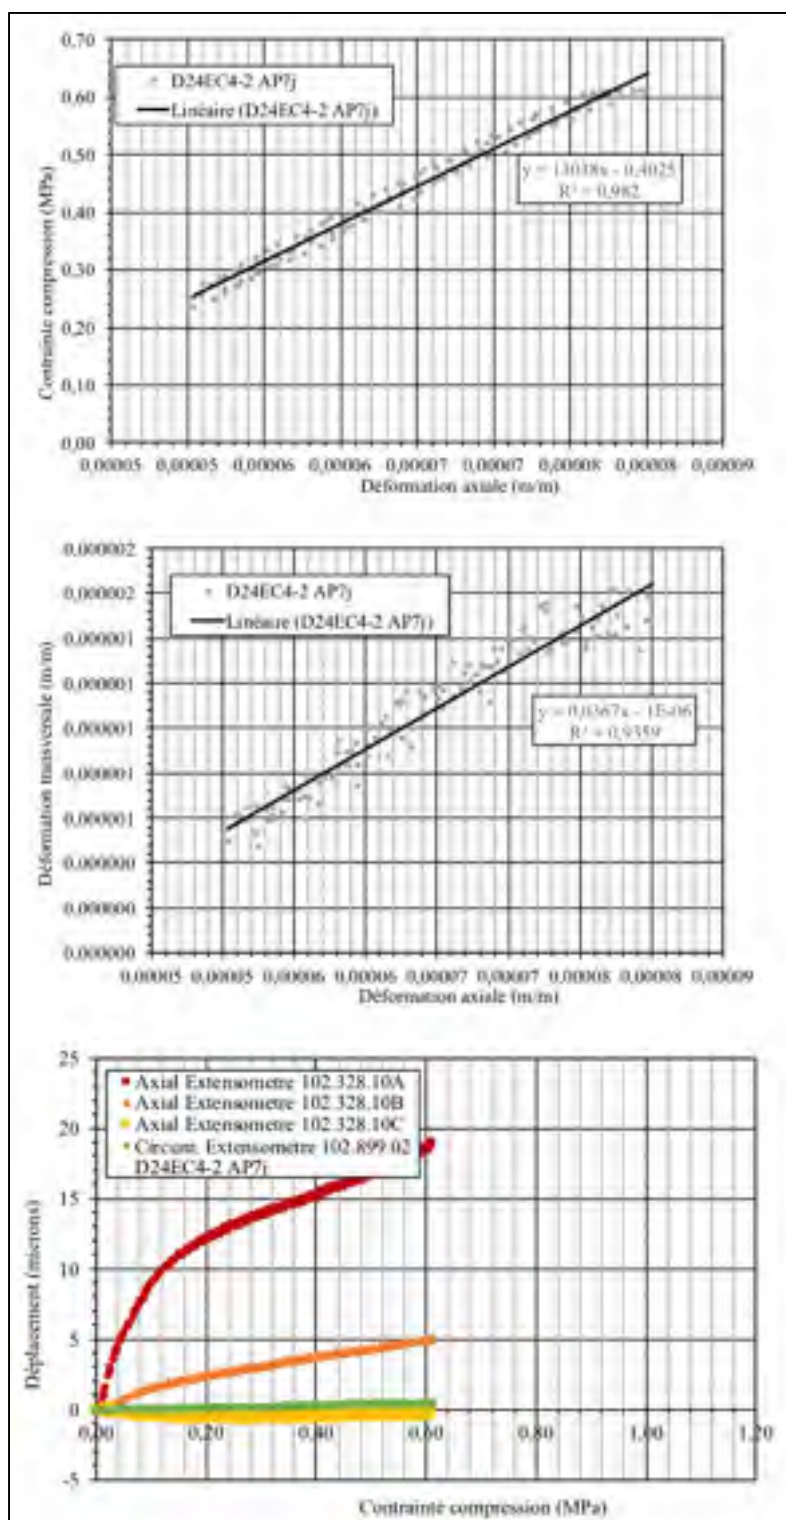 0,70
0,60
0,50
0,40
0,30
0,20
0,10
0,00
Contrainte compression (MPa)
D24EC4-2 AP7j
Linéaire (D24EC4-2 AP7j)
y = 13038x - 0,4025
R² = 0,982
0,00005 0,00005 0,00006 0,00006 0,00007 0,00007 0,00008 0,00008 0,00009
Déformation axiale (m/m)
0,000002
0,000002
0,000001
0,000001
0,000001
0,000001
0,000001
0,000000
0,000000
0,000000
Déformation transversale (m/m)
D24EC4-2 AP7j
Linéaire (D24EC4-2 AP7j)
y = 0,0367x - 1E-06
R² = 0,9359
0,00005 0,00005 0,00006 0,00006 0,00007 0,00007 0,00008 0,00008 0,00009
Déformation axiale (m/m)
25
20
15
10
5
0
-5
Déplacement (microns)
Axial Extensometre 102.328.10A
Axial Extensometre 102.328.10B
Axial Extensometre 102.328.10C
Circum. Extensometre 102.899.02
D24EC4-2 AP7j
0,00 0,20 0,40 0,60 0,80 1,00 1,20
Contrainte compression (MPa)